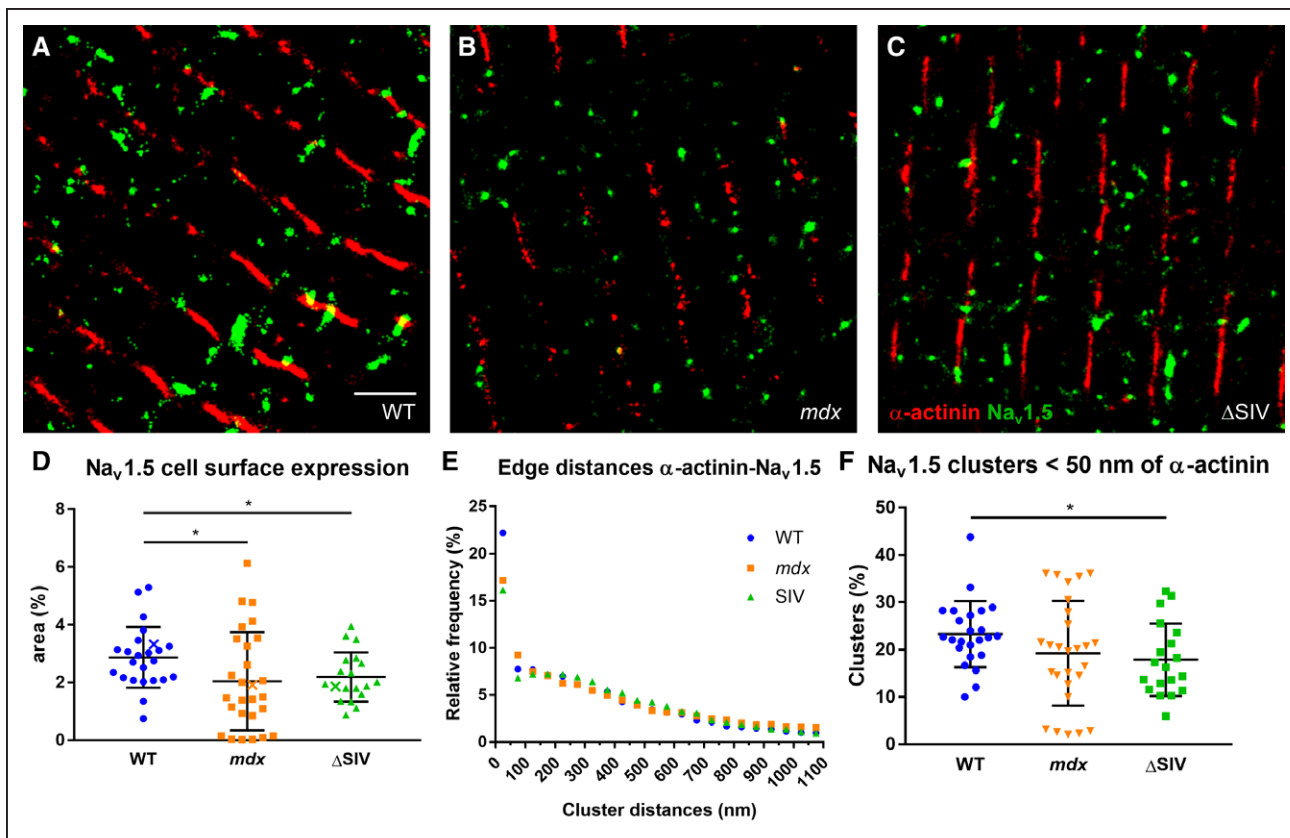 A
WT
B
mdx
C
α-actinin Naᵥ1.5
ΔSIV
D
Naᵥ1.5 cell surface expression
area (%)
8
6
4
2
0
*
*
WT
mdx
ΔSIV
E
Edge distances α-actinin-Naᵥ1.5
Relative frequency (%)
25
20
15
10
5
0
WT
mdx
SIV
0 100 200 300 400 500 600 700 800 900 1000 1100
Cluster distances (nm)
F
Naᵥ1.5 clusters < 50 nm of α-actinin
Clusters (%)
50
40
30
20
10
0
*
WT
mdx
ΔSIV